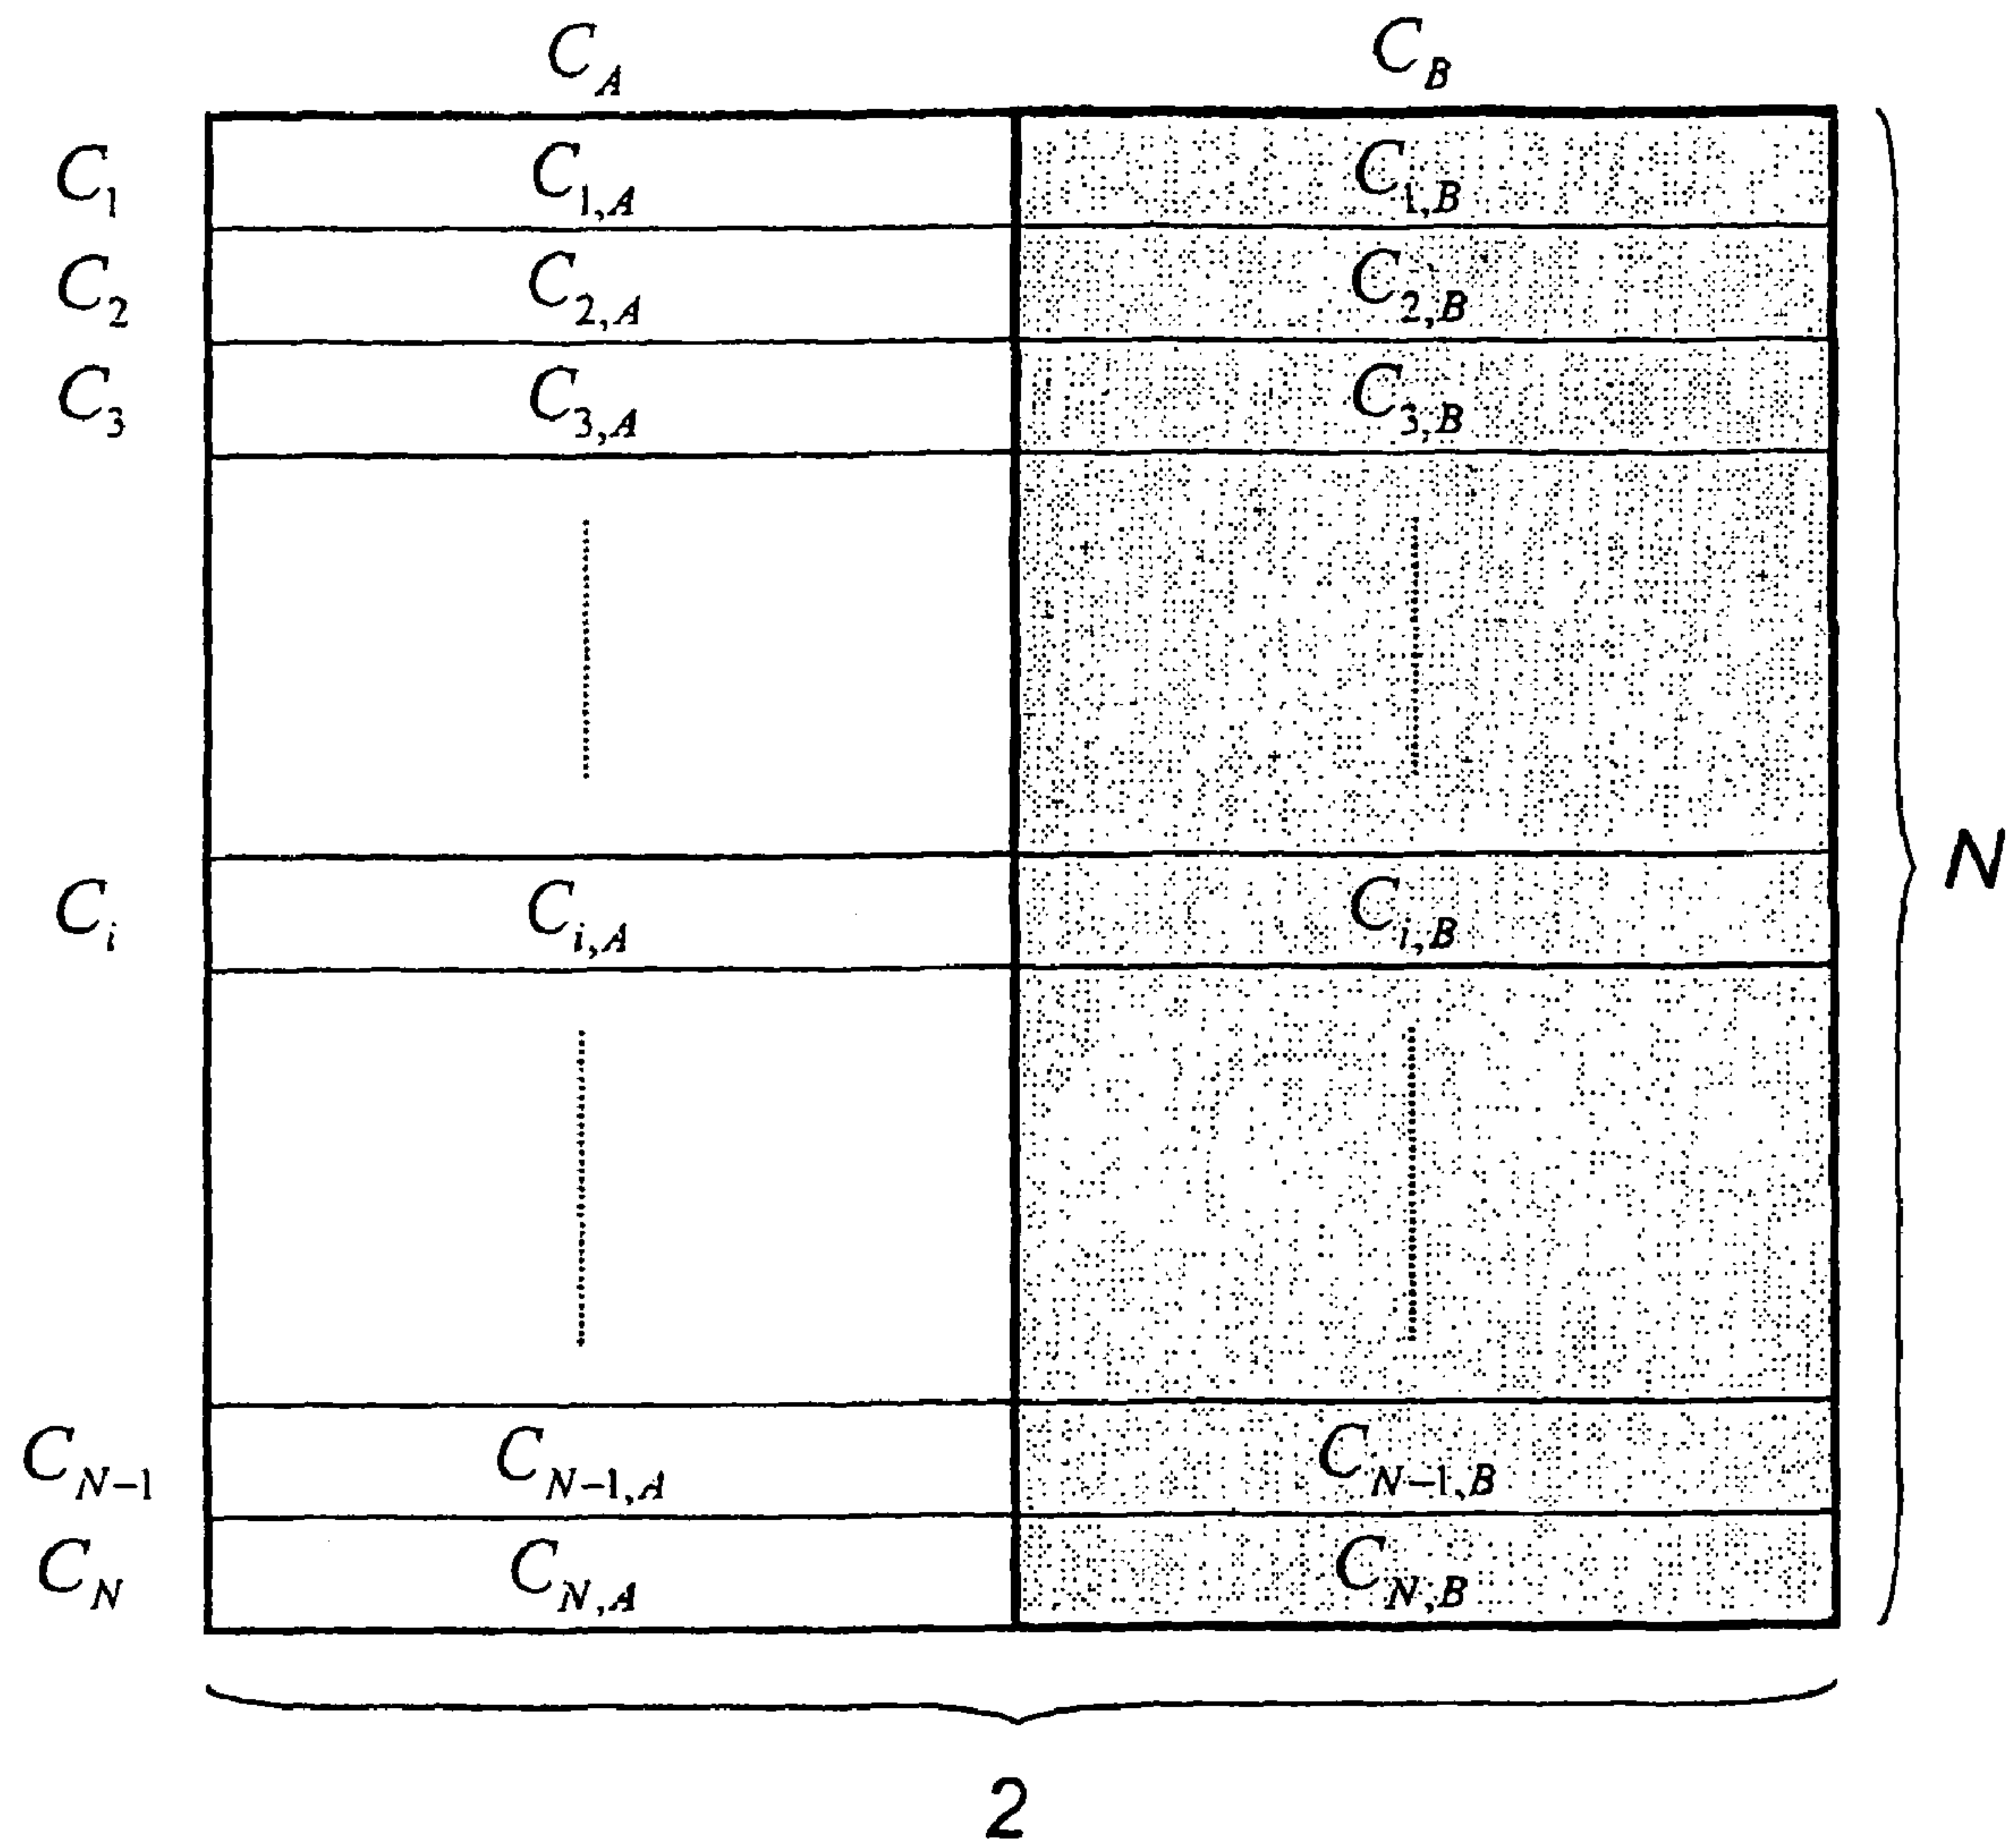 C_A C_B
C_1 C_{1,A} C_{1,B}
C_2 C_{2,A} C_{2,B}
C_3 C_{3,A} C_{3,B}
C_i C_{i,A} C_{i,B}
N
C_{N-1} C_{N-1,A} C_{N-1,B}
C_N C_{N,A} C_{N,B}
2